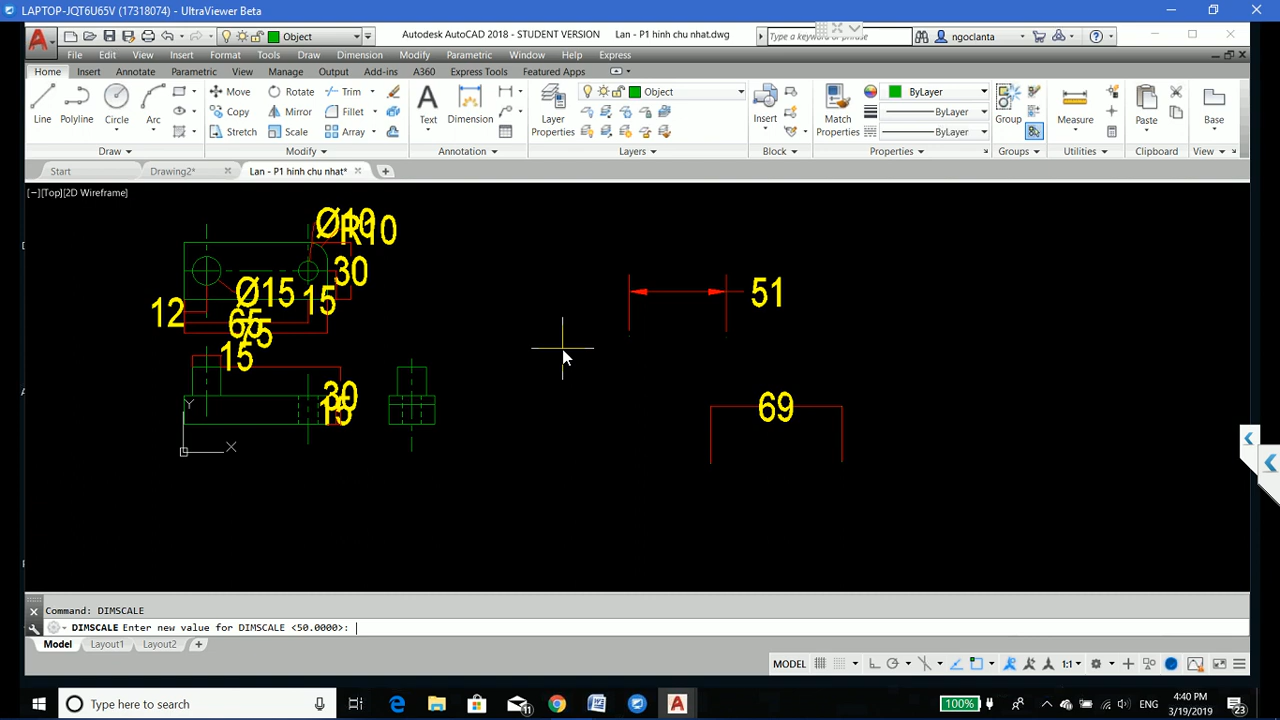 LAPTOP-JQT6U65V (17318074) - UltraViewer Beta
Object
Autodesk AutoCAD 2018 - STUDENT VERSION
Lan - P1 hinh chu nhat.dwg
Type a keyword or phrase
ngoclanta
File Edit View Insert Format Tools Draw Dimension Modify Parametric Window Help Express
Home Insert Annotate Parametric View Manage Output Add-ins A360 Express Tools Featured Apps
Move Rotate Trim
Copy Mirror Fillet
Stretch Scale Array
Line Polyline Circle Arc
Text Dimension
Layer Properties
Object
Insert
Match Properties
ByLayer
ByLayer
ByLayer
Group
Measure
Paste
Base
Draw Modify Annotation Layers Block Properties Groups Utilities Clipboard View
Start Drawing2* Lan - P1 hinh chu nhat* +
[−][Top][2D Wireframe]
Ø10
R10
30
Ø15
15
12
65
75
15
30
15
Y
X
51
69
Command: DIMSCALE
DIMSCALE Enter new value for DIMSCALE <50.0000>:
Model Layout1 Layout2 +
MODEL
1:1
Type here to search
11
100%
ENG
4:40 PM
3/19/2019
23